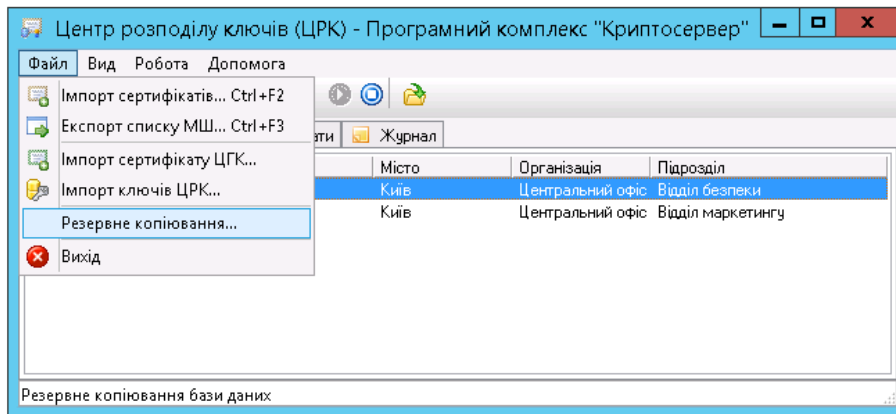 Центр розподілу ключів (ЦРК) - Програмний комплекс "Криптосервер"
Файл Вид Робота Допомога
Імпорт сертифікатів... Ctrl+F2
Експорт списку МШ... Ctrl+F3
Імпорт сертифікату ЦГК...
Імпорт ключів ЦРК...
Резервне копіювання...
Вихід
Журнал
Місто Організація Підрозділ
Київ Центральний офіс Відділ безпеки
Київ Центральний офіс Відділ маркетингу
Резервне копіювання бази даних